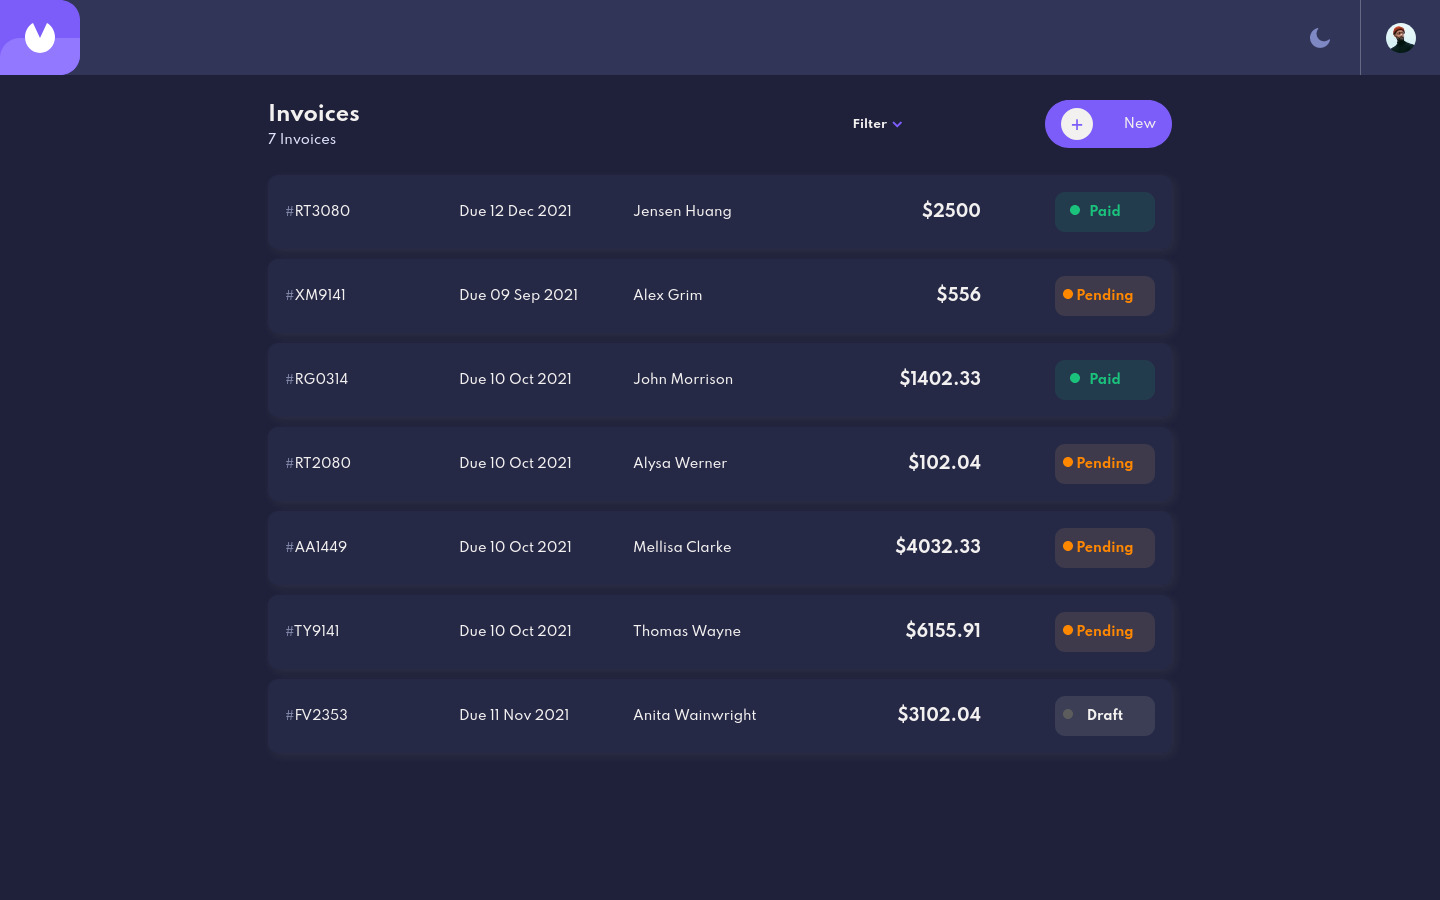 Invoices
7 Invoices
Filter
+ New
#RT3080 Due 12 Dec 2021 Jensen Huang $2500 Paid
#XM9141 Due 09 Sep 2021 Alex Grim $556 Pending
#RG0314 Due 10 Oct 2021 John Morrison $1402.33 Paid
#RT2080 Due 10 Oct 2021 Alysa Werner $102.04 Pending
#AA1449 Due 10 Oct 2021 Mellisa Clarke $4032.33 Pending
#TY9141 Due 10 Oct 2021 Thomas Wayne $6155.91 Pending
#FV2353 Due 11 Nov 2021 Anita Wainwright $3102.04 Draft